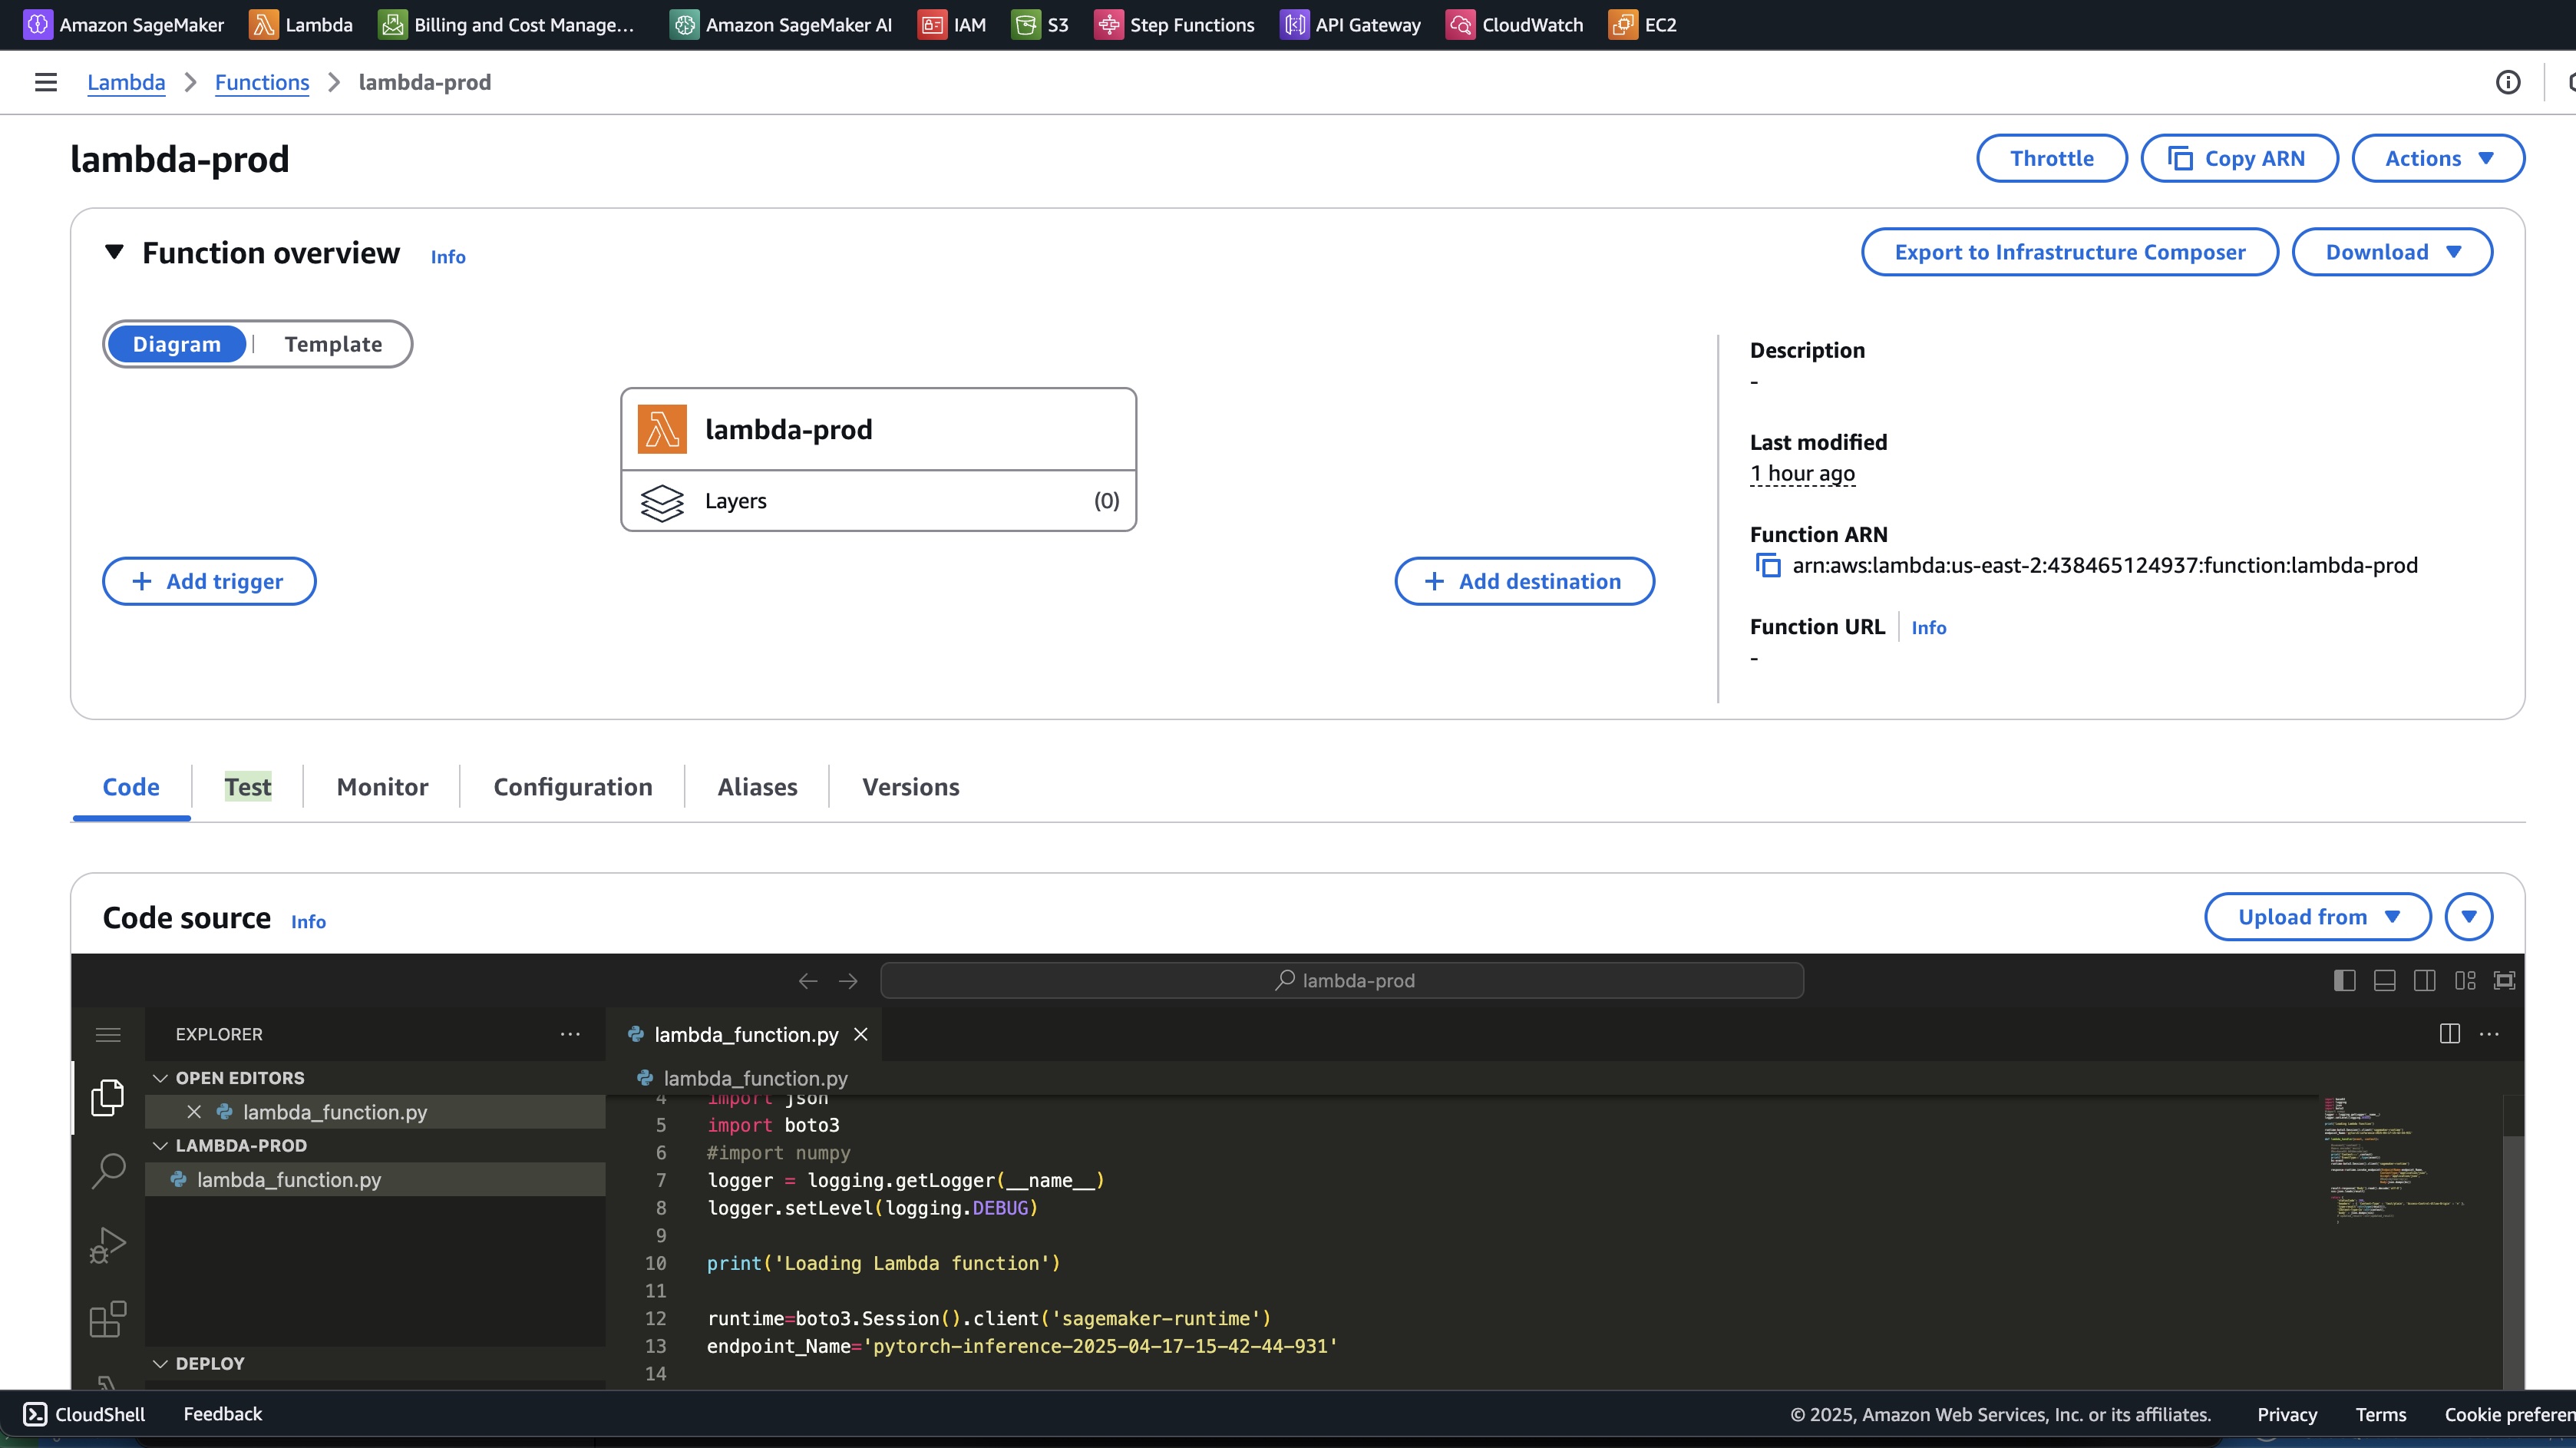 Amazon SageMaker Lambda Billing and Cost Manage... Amazon SageMaker AI IAM S3 Step Functions API Gateway CloudWatch EC2
Lambda > Functions > lambda-prod
lambda-prod
Throttle Copy ARN Actions
Function overview Info
Export to Infrastructure Composer Download
Diagram | Template
lambda-prod
Layers (0)
+ Add trigger
+ Add destination
Description
-
Last modified
1 hour ago
Function ARN
arn:aws:lambda:us-east-2:438465124937:function:lambda-prod
Function URL | Info
-
Code Test Monitor Configuration Aliases Versions
Code source Info
Upload from
lambda-prod
EXPLORER ...
OPEN EDITORS
lambda_function.py
LAMBDA-PROD
lambda_function.py
DEPLOY
lambda_function.py
lambda_function.py
4 import json
5 import boto3
6 #import numpy
7 logger = logging.getLogger(__name__)
8 logger.setLevel(logging.DEBUG)
9
10 print('Loading Lambda function')
11
12 runtime=boto3.Session().client('sagemaker-runtime')
13 endpoint_Name='pytorch-inference-2025-04-17-15-42-44-931'
14
CloudShell Feedback
© 2025, Amazon Web Services, Inc. or its affiliates. Privacy Terms Cookie preferen